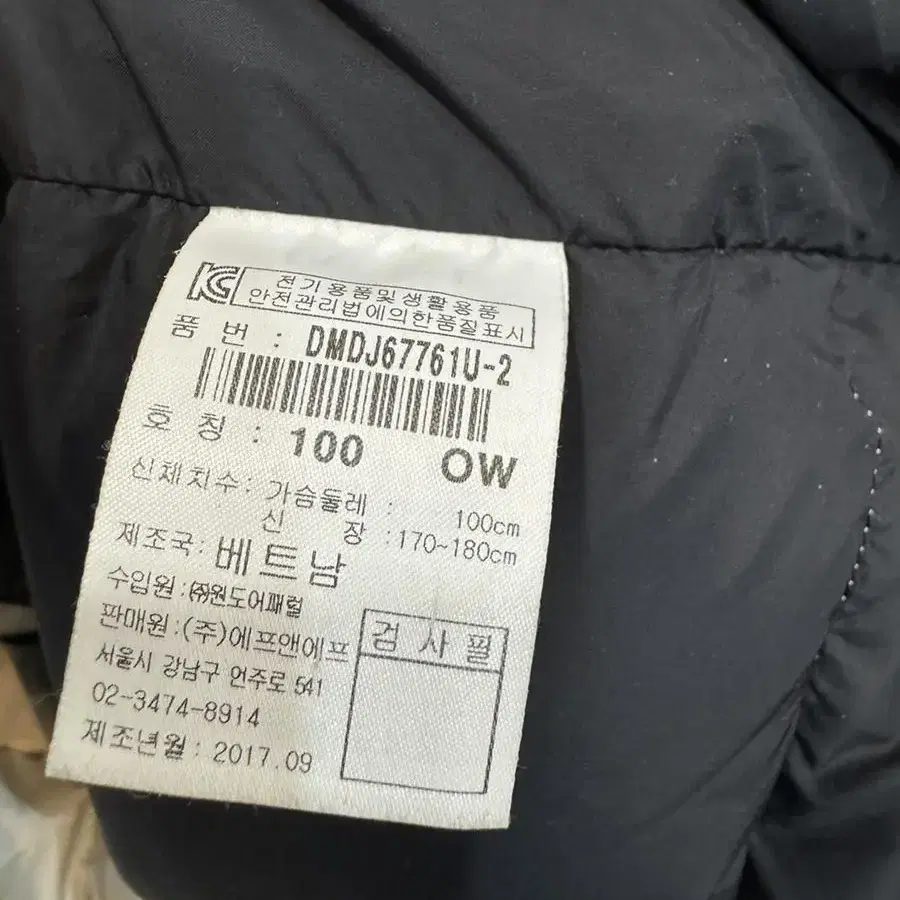 KC 전기용품및생활용품
안전관리법에의한품질표시
품 번 : DMDJ67761U-2
호 칭 : 100 OW
신체치수: 가슴둘레 : 100cm
신 장 :170~180cm
제조국: 베트남
수입원 :㈜원도어패럴
판매원 :(주)에프앤에프
서울시 강남구 언주로 541
02-3474-8914
제조년월 : 2017.09
검 사 필